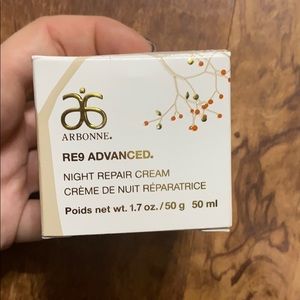 ARBONNE.
RE9 ADVANCED.
NIGHT REPAIR CREAM
CRÈME DE NUIT RÉPARATRICE
Poids net wt. 1.7 oz. / 50 g 50 ml